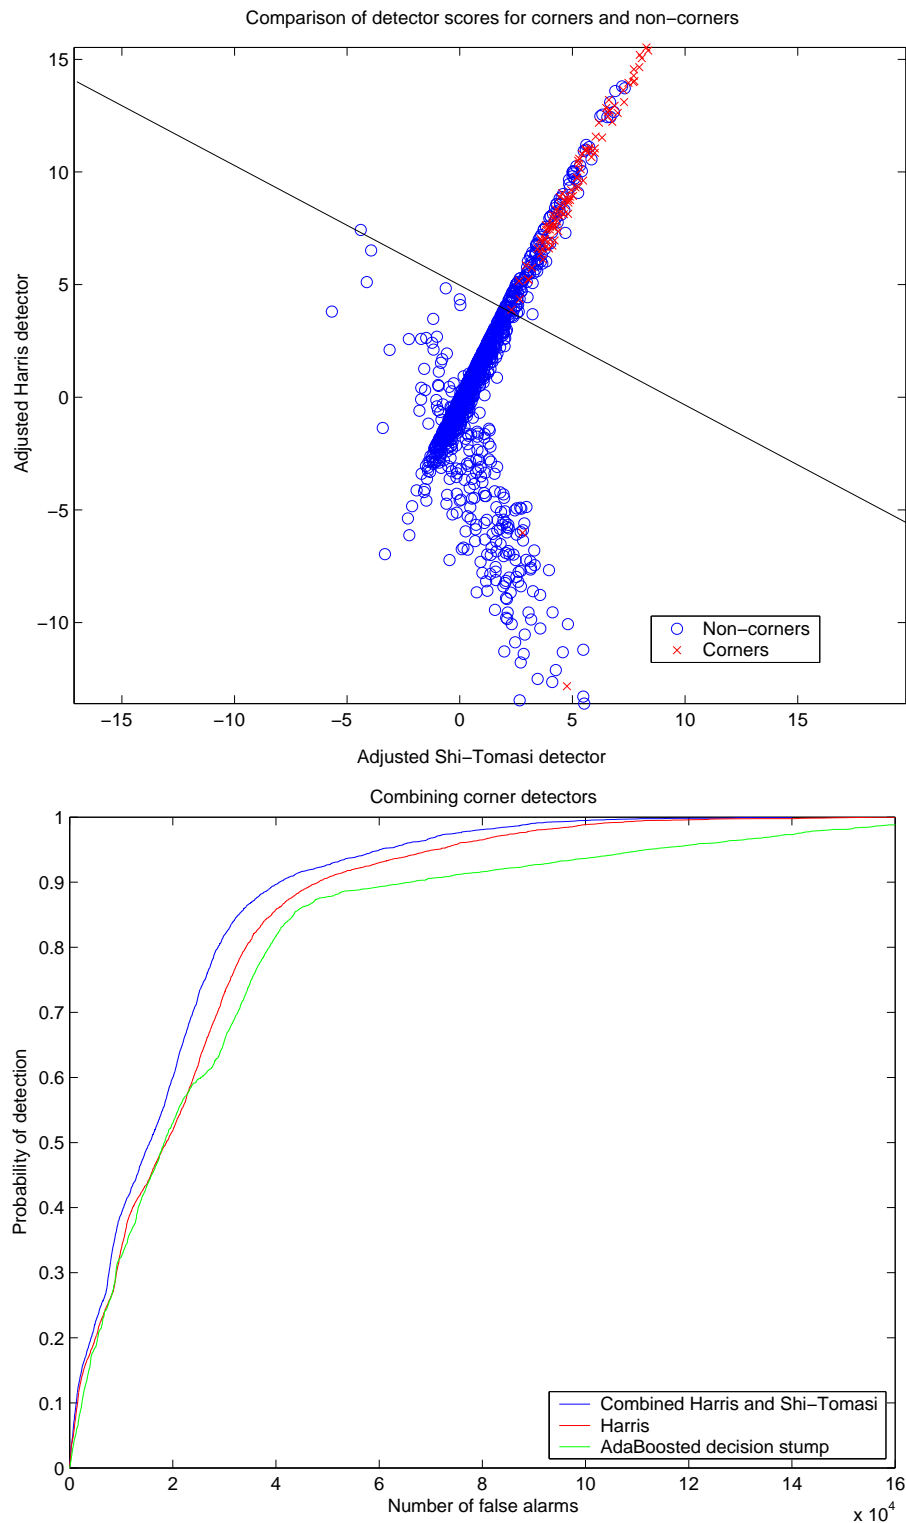 Comparison of detector scores for corners and non−corners
15
10
5
0
−5
−10
Adjusted Harris detector
Non−corners
Corners
−15 −10 −5 0 5 10 15
Adjusted Shi−Tomasi detector
Combining corner detectors
1
0.9
0.8
0.7
0.6
0.5
0.4
0.3
0.2
0.1
0
Probability of detection
Combined Harris and Shi−Tomasi
Harris
AdaBoosted decision stump
0 2 4 6 8 10 12 14 16
Number of false alarms
x 10⁴